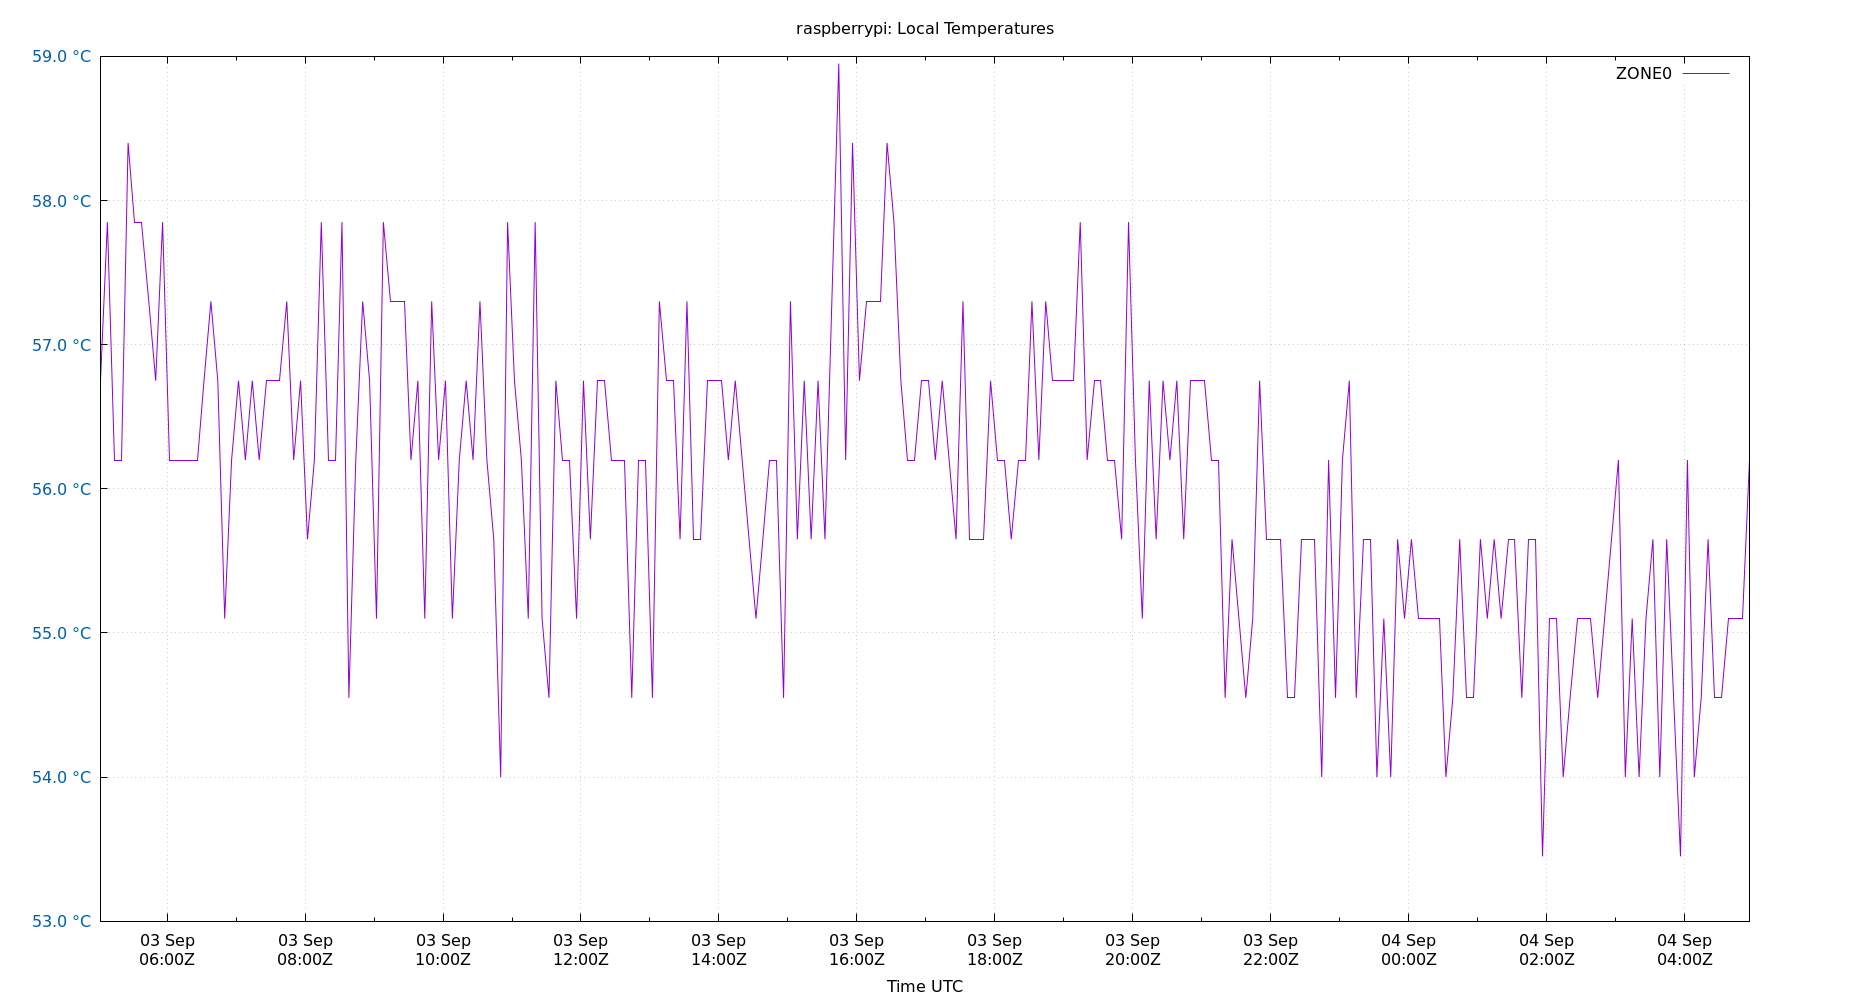 raspberrypi: Local Temperatures
59.0 °C
ZONE0
58.0 °C
57.0 °C
56.0 °C
55.0 °C
54.0 °C
53.0 °C
03 Sep 03 Sep 03 Sep 03 Sep 03 Sep 03 Sep 03 Sep 03 Sep 03 Sep 04 Sep 04 Sep 04 Sep
06:00Z 08:00Z 10:00Z 12:00Z 14:00Z 16:00Z 18:00Z 20:00Z 22:00Z 00:00Z 02:00Z 04:00Z
Time UTC